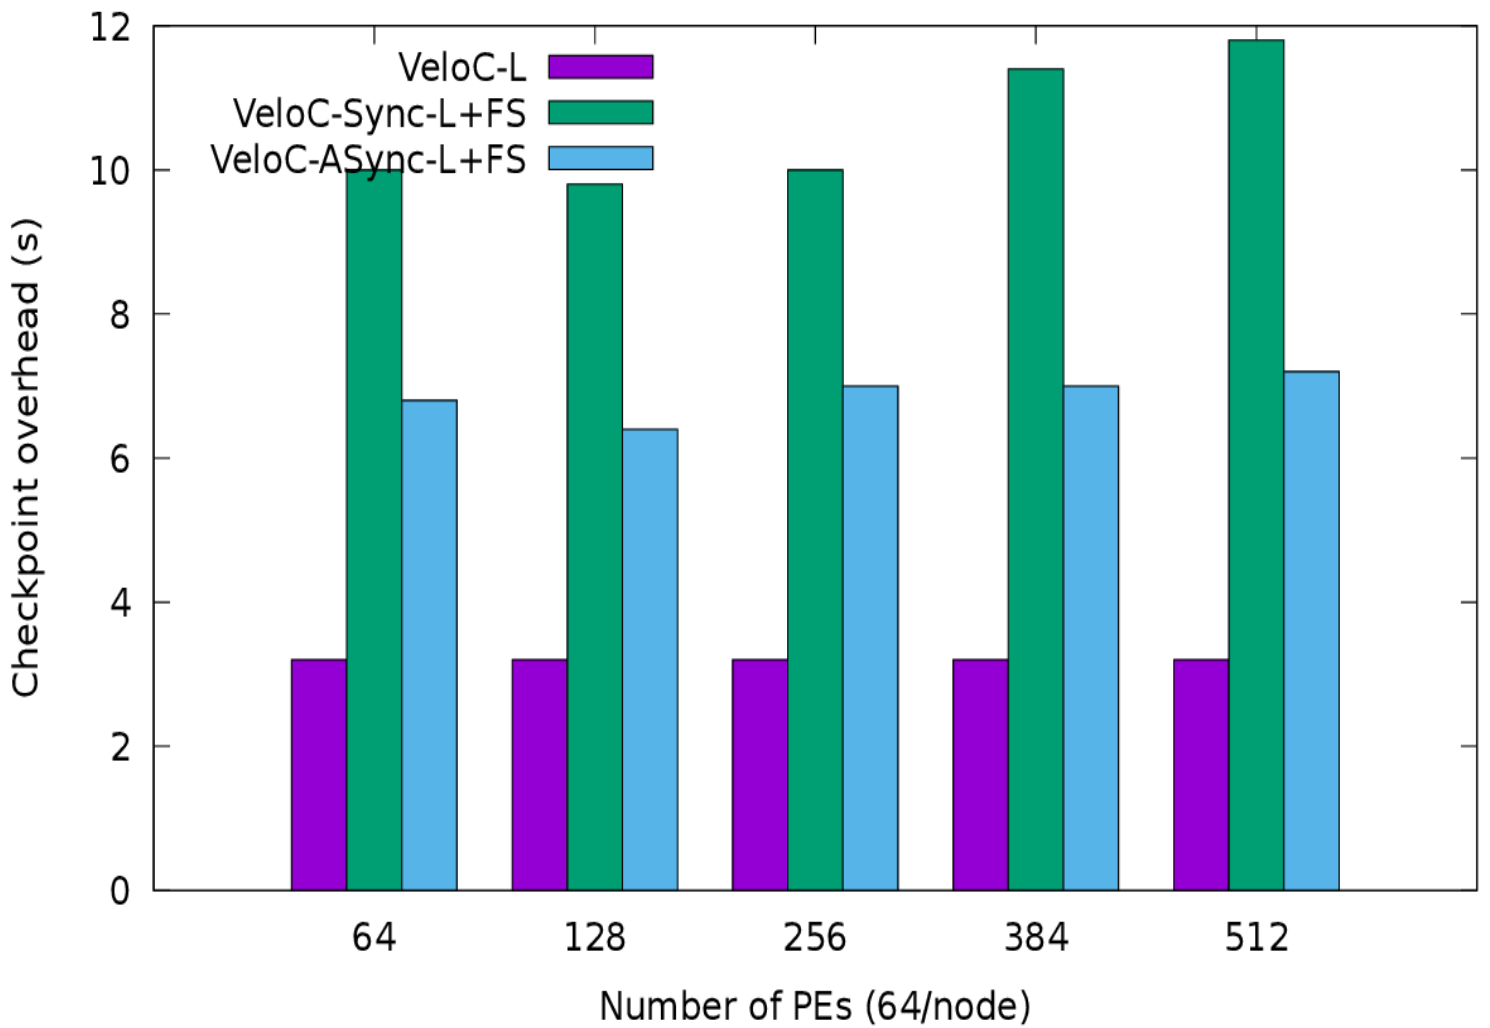 12
10
8
6
4
2
0
Checkpoint overhead (s)
VeloC-L
VeloC-Sync-L+FS
VeloC-ASync-L+FS
64 128 256 384 512
Number of PEs (64/node)